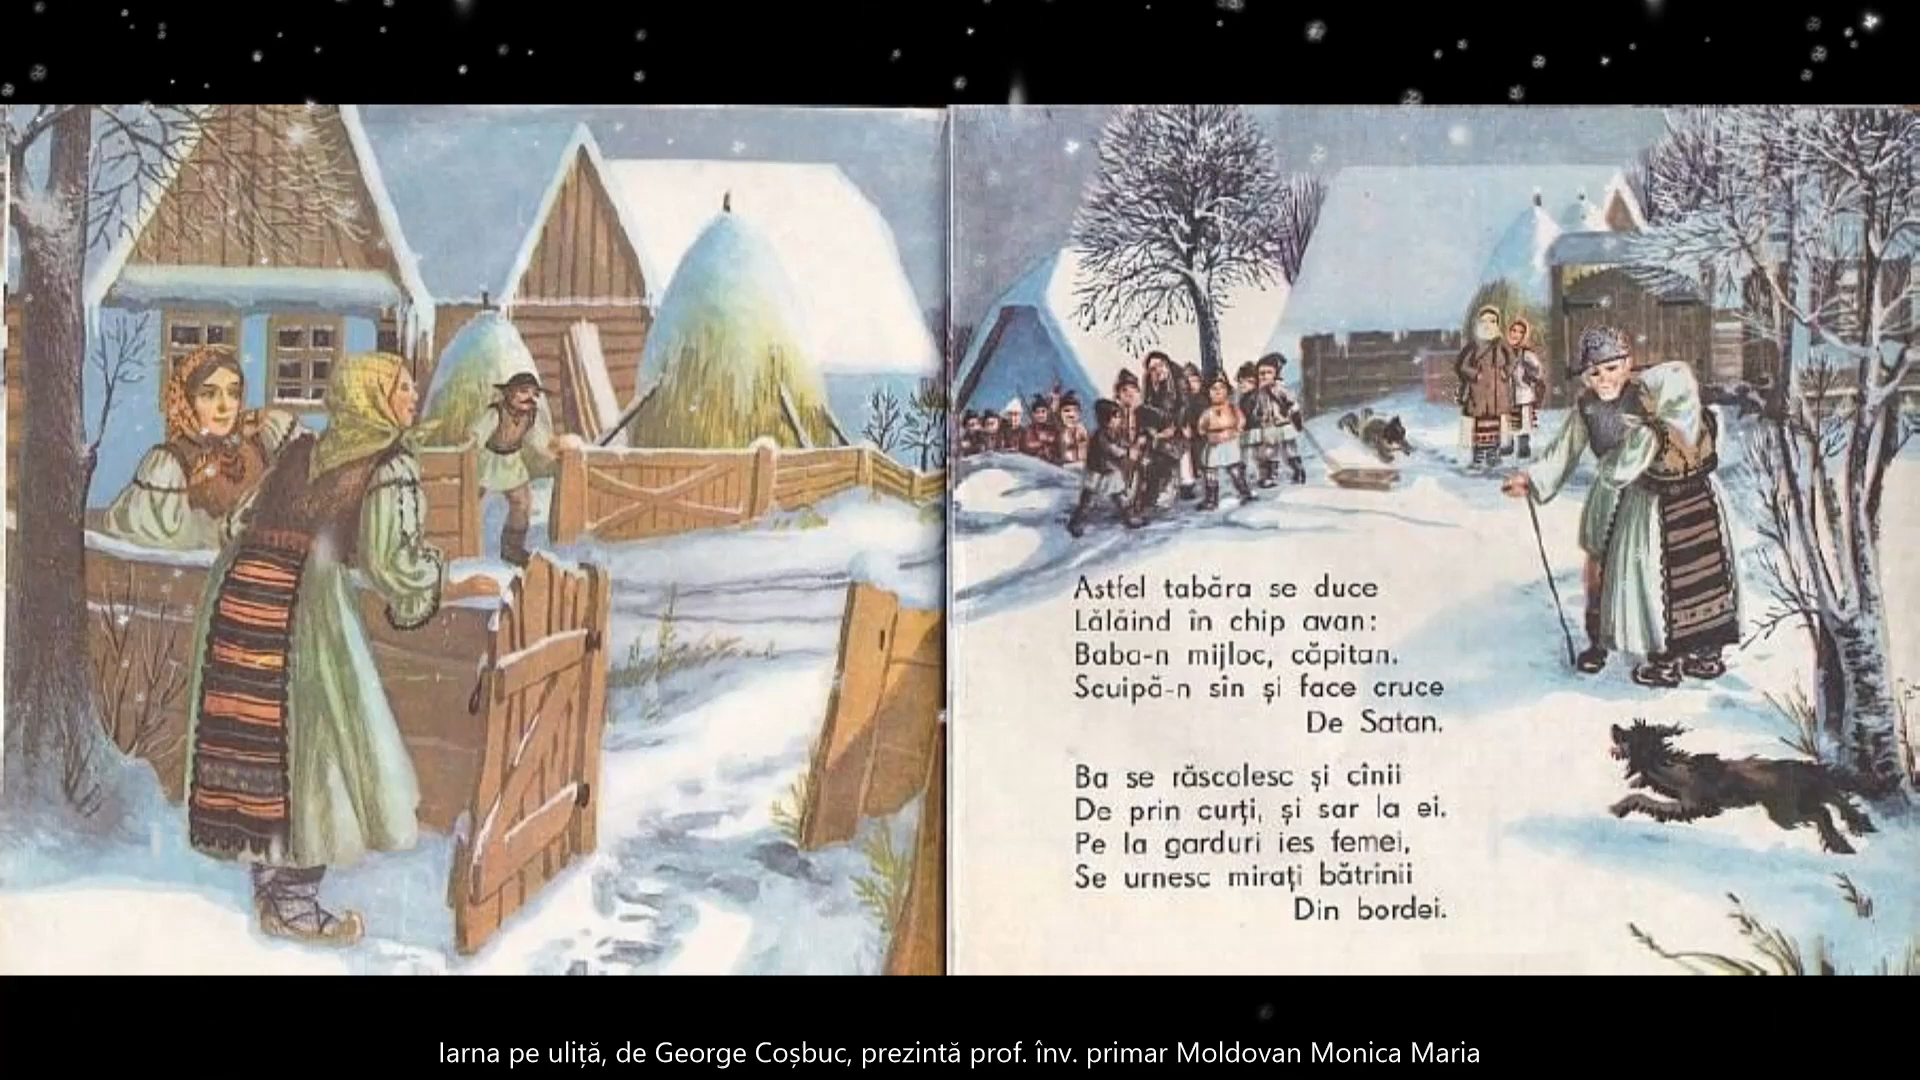 Astfel tabăra se duce
Lălăind în chip avan:
Baba-n mijloc, căpitan.
Scuipă-n sîn și face cruce
De Satan.
Ba se răscolesc și cînii
De prin curți, și sar la ei.
Pe la garduri ies femei,
Se urnesc mirați bătrinii
Din bordei.
Iarna pe uliță, de George Coșbuc, prezintă prof. înv. primar Moldovan Monica Maria